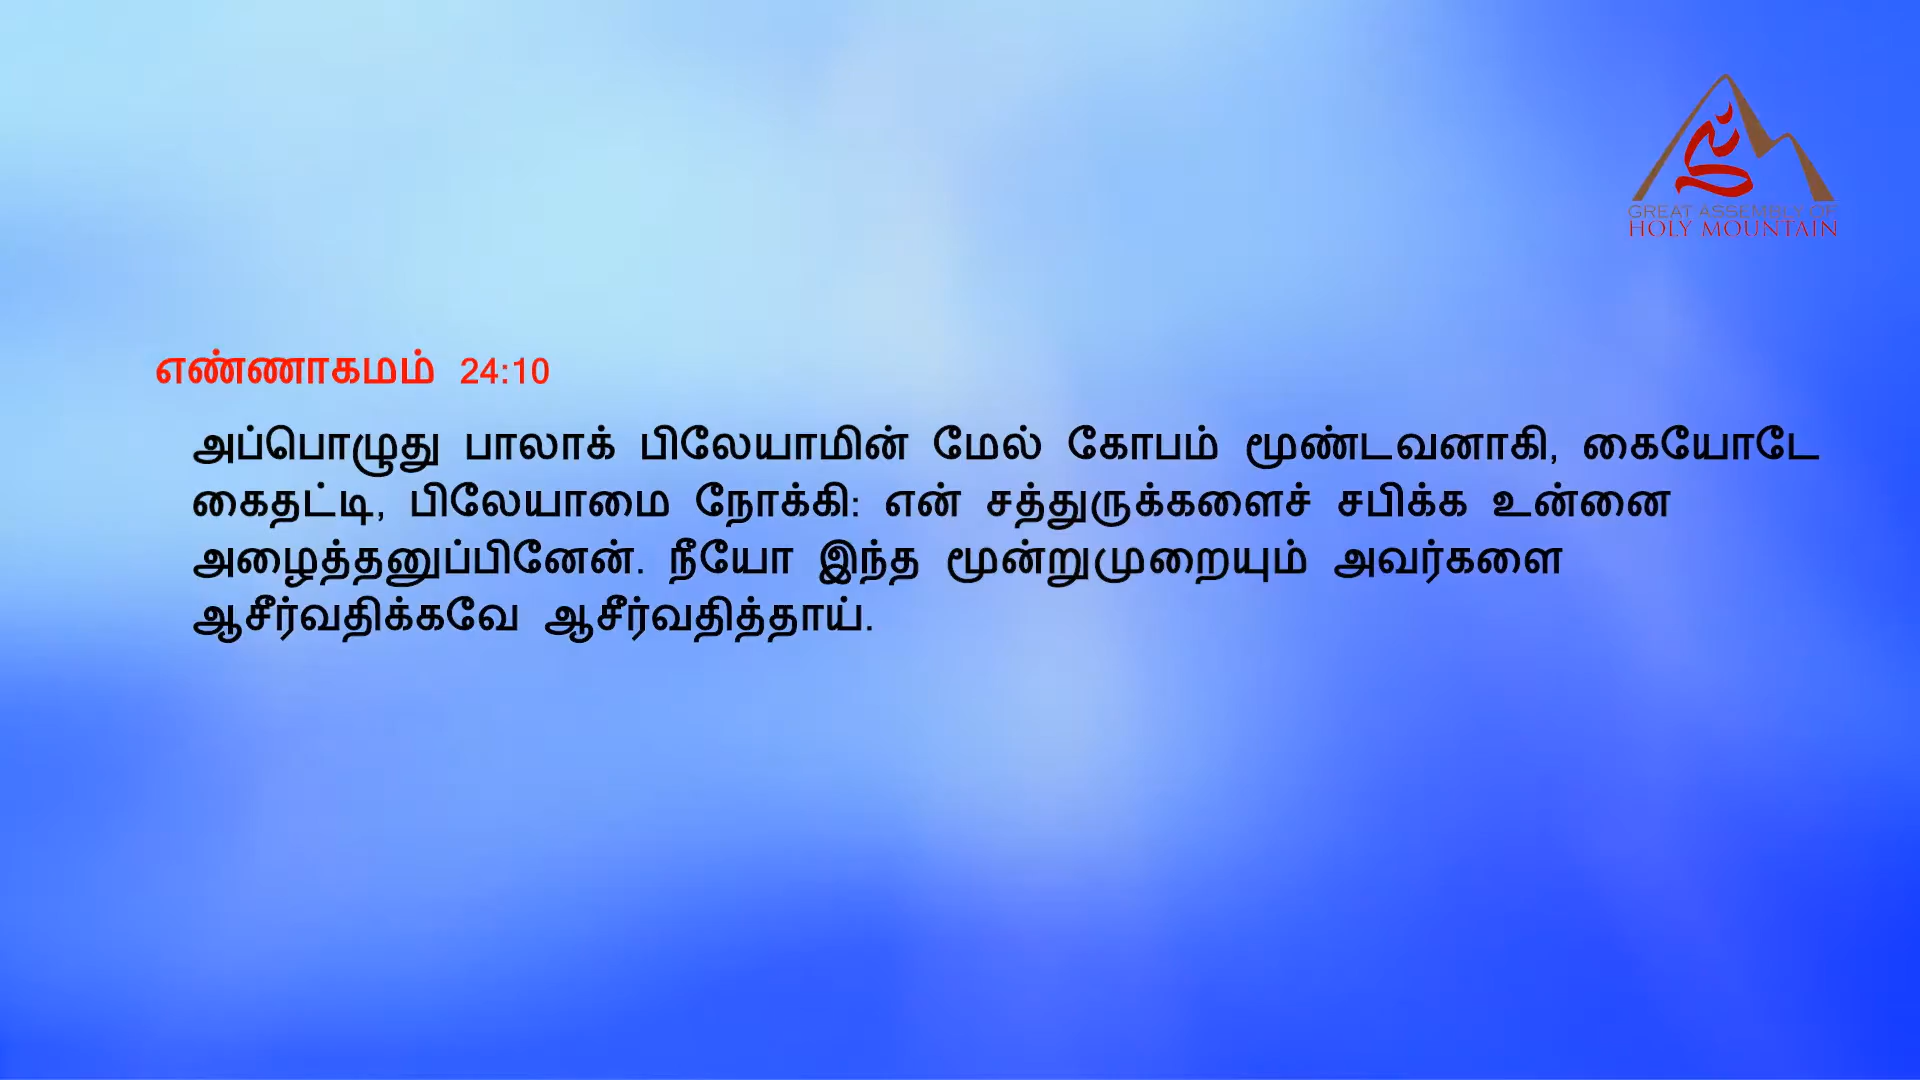 GREAT ASSEMBLY OF
HOLY MOUNTAIN
எண்ணாகமம் 24:10
அப்பொழுது பாலாக் பிலேயாமின் மேல் கோபம் மூண்டவனாகி, கையோடே
கைதட்டி, பிலேயாமை நோக்கி: என் சத்துருக்களைச் சபிக்க உன்னை
அழைத்தனுப்பினேன். நீயோ இந்த மூன்றுமுறையும் அவர்களை
ஆசீர்வதிக்கவே ஆசீர்வதித்தாய்.